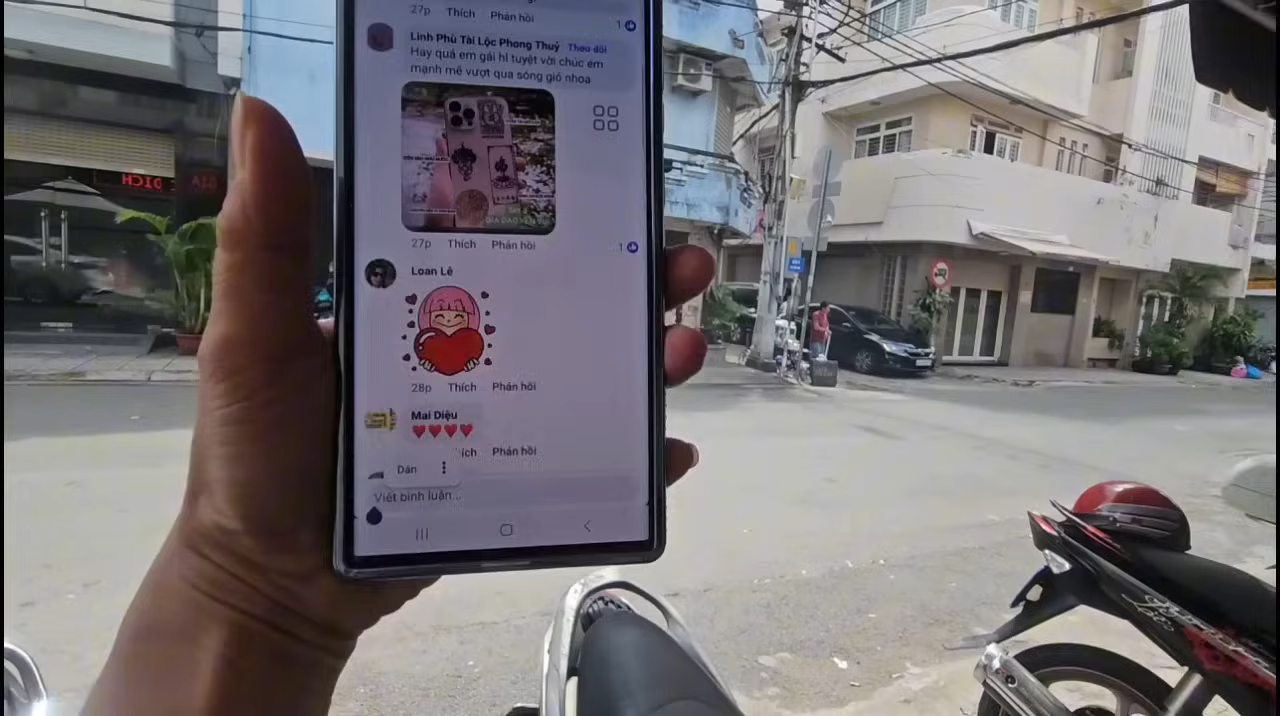 27p Thích Phản hồi 1
Linh Phù Tài Lộc Phong Thuỷ Theo dõi
Hay quá em gái hỉ tuyệt vời chúc em
mạnh mẽ vượt qua sóng gió nhoa
27p Thích Phản hồi 1
Loan Lê
28p Thích Phản hồi
Mai Diệu
❤❤❤❤
ích Phản hồi
Dán
Viết bình luận...